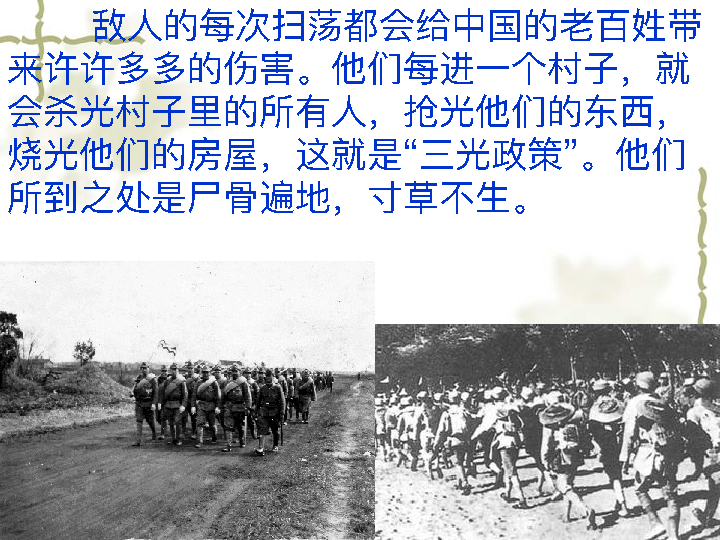 敌人的每次扫荡都会给中国的老百姓带
来许许多多的伤害。他们每进一个村子，就
会杀光村子里的所有人，抢光他们的东西，
烧光他们的房屋，这就是“三光政策”。他们
所到之处是尸骨遍地，寸草不生。